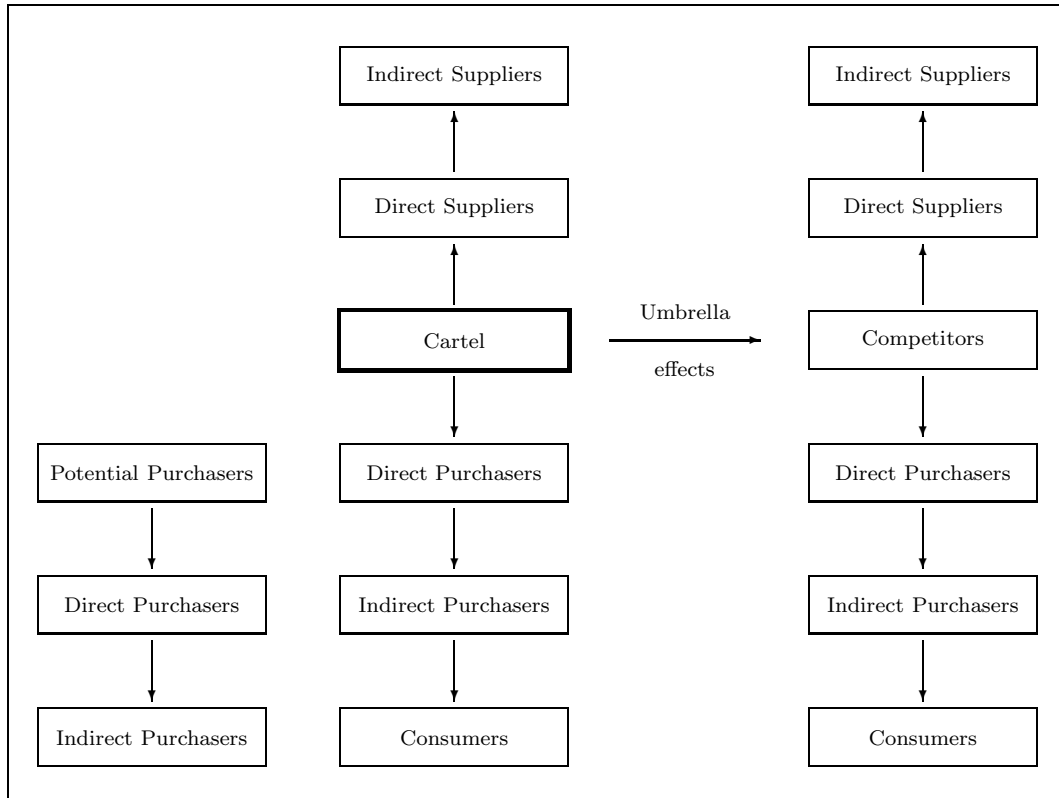 Indirect Suppliers
Indirect Suppliers
Direct Suppliers
Direct Suppliers
Umbrella
Cartel
Competitors
effects
Potential Purchasers
Direct Purchasers
Direct Purchasers
Direct Purchasers
Indirect Purchasers
Indirect Purchasers
Indirect Purchasers
Consumers
Consumers